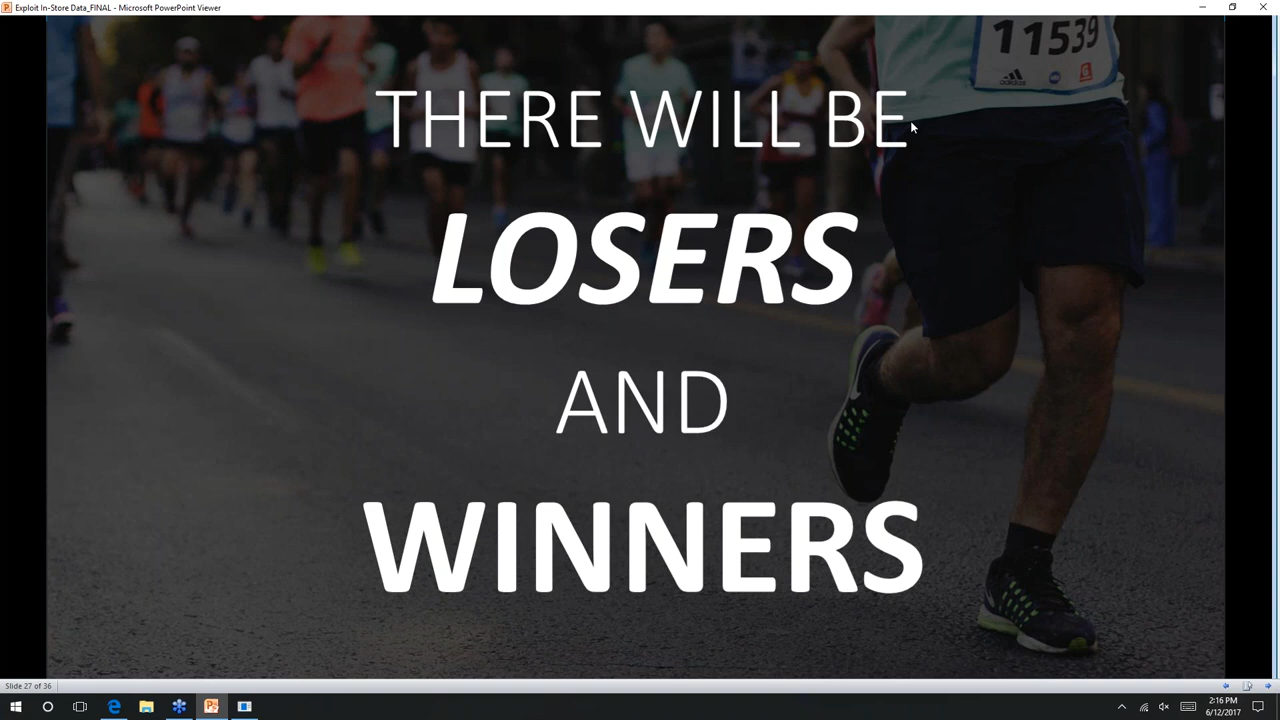 Exploit In-Store Data_FINAL - Microsoft PowerPoint Viewer
11539
adidas
THERE WILL BE
LOSERS
AND
WINNERS
Slide 27 of 36
2:16 PM
6/12/2017